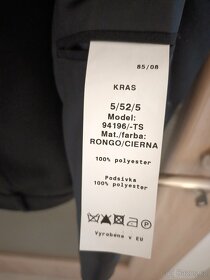 85/08
KRAS
5/52/5
Model:
94196/-TS
Mat./farba:
RONGO/CIERNA
100% polyester
Podšívka
100% polyester
Vyrobené v EU